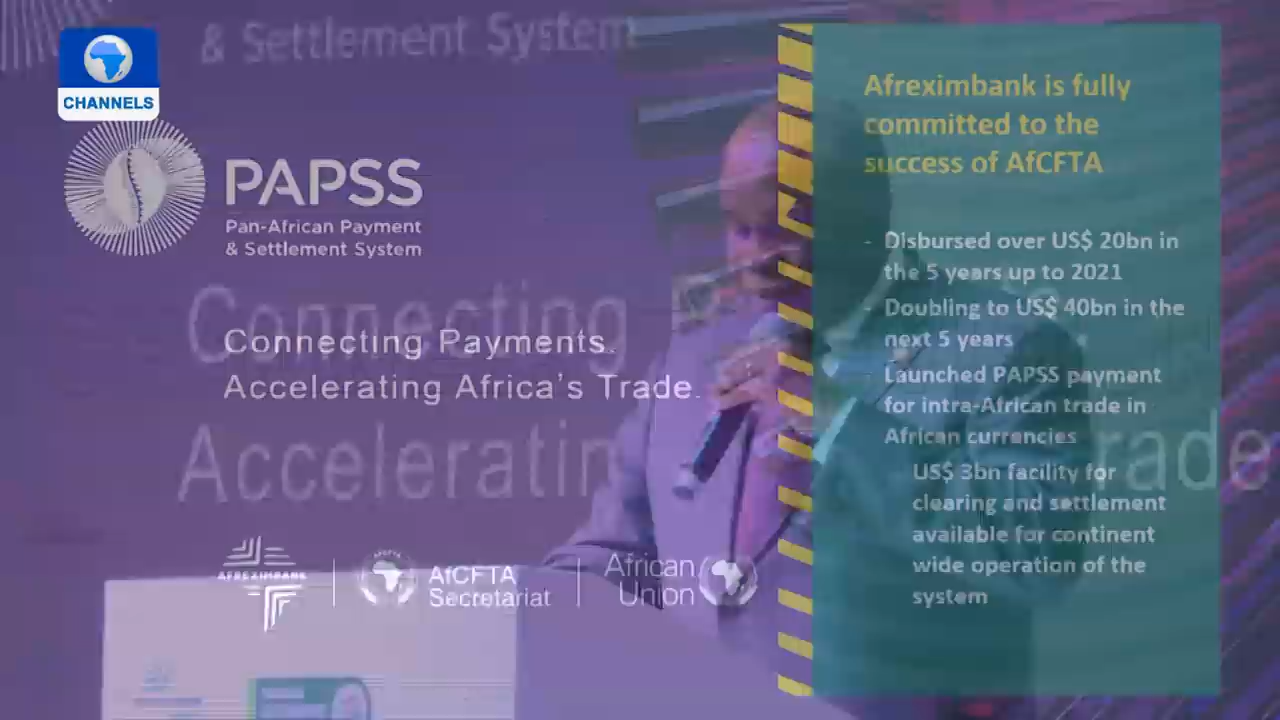 & Settlement System
CHANNELS
PAPSS
Pan-African Payment
& Settlement System
Connecting
Connecting Payments.
Accelerating Africa's Trade.
Acceleratin
rade
AFREXIMBANK
AfCFTA
Secretariat
African
Union
Afreximbank is fully
committed to the
success of AfCFTA
- Disbursed over US$ 20bn in
the 5 years up to 2021
- Doubling to US$ 40bn in the
next 5 years
- Launched PAPSS payment
for intra-African trade in
African currencies
US$ 3bn facility for
clearing and settlement
available for continent
wide operation of the
system